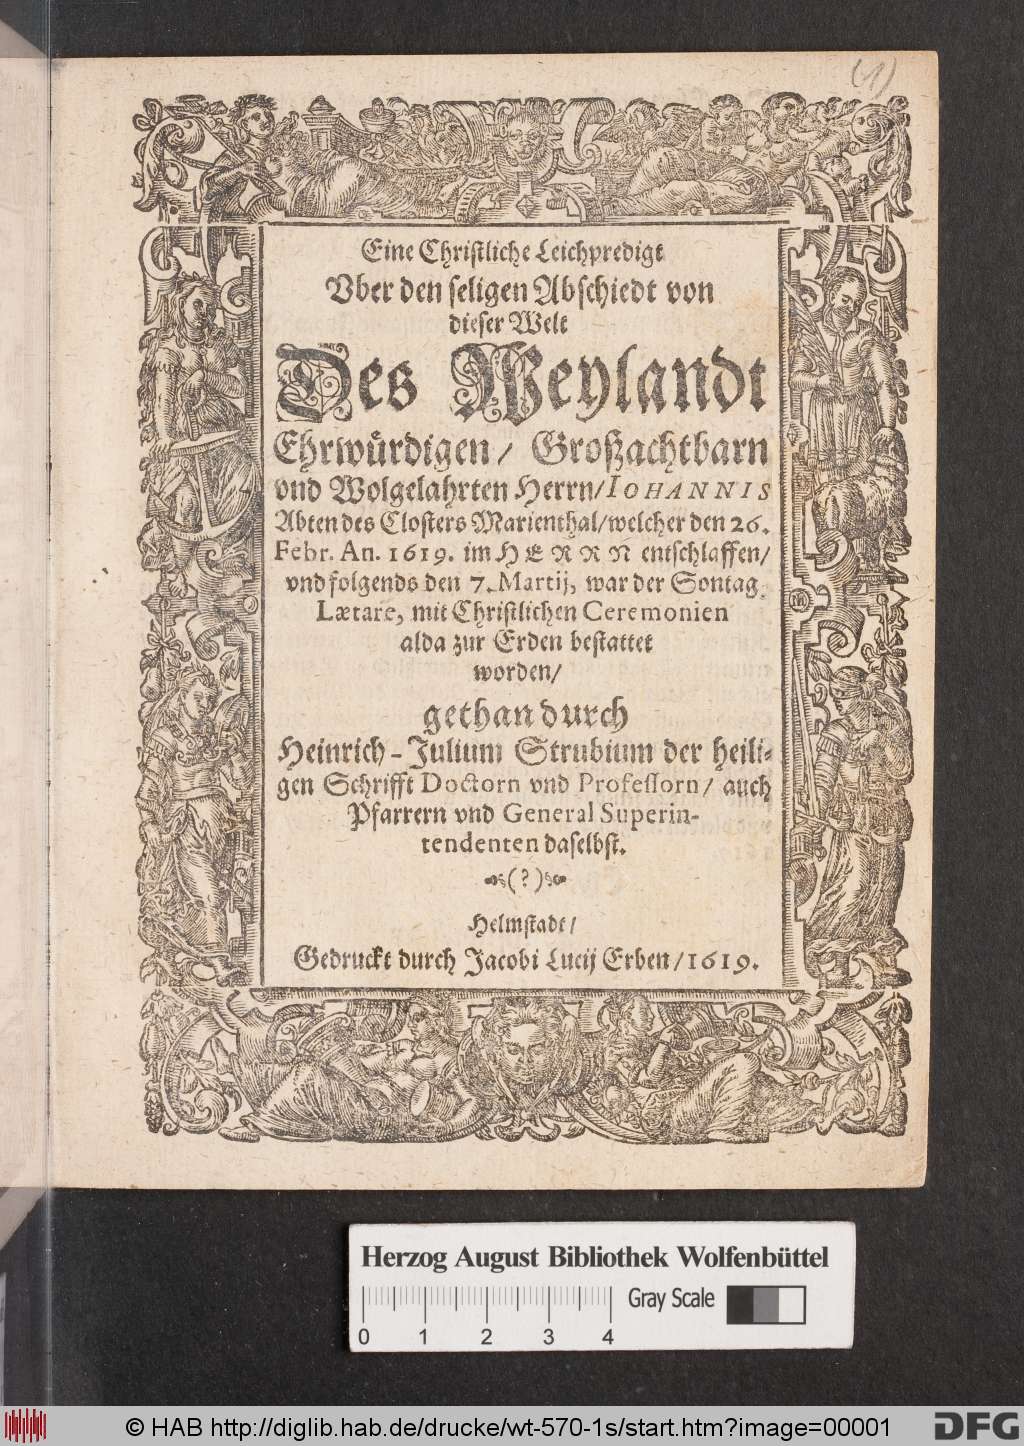 (1)
Eine Christliche Leichpredigt
Vber den seligen Abschiedt von
dieser Welt
Des Weylandt
Ehrwürdigen/ Großachtbarn
vnd Wolgelahrten Herrn/ IOHANNIS
Abten des Closters Marienthal/welcher den 26.
Febr. An. 1619. im HERRN entschlaffen/
vnd folgends den 7. Martij, war der Sontag
Lætare, mit Christlichen Ceremonien
alda zur Erden bestattet
worden/
gethan durch
Heinrich-Julium Strubium der heili-
gen Schrifft Doctorn vnd Professorn/ auch
Pfarrern vnd General Superin-
tendenten daselbst.
(?)
Helmstadt/
Gedruckt durch Jacobi Lucij Erben/1619.
Herzog August Bibliothek Wolfenbüttel
Gray Scale
0 1 2 3 4
© HAB http://diglib.hab.de/drucke/wt-570-1s/start.htm?image=00001
DFG